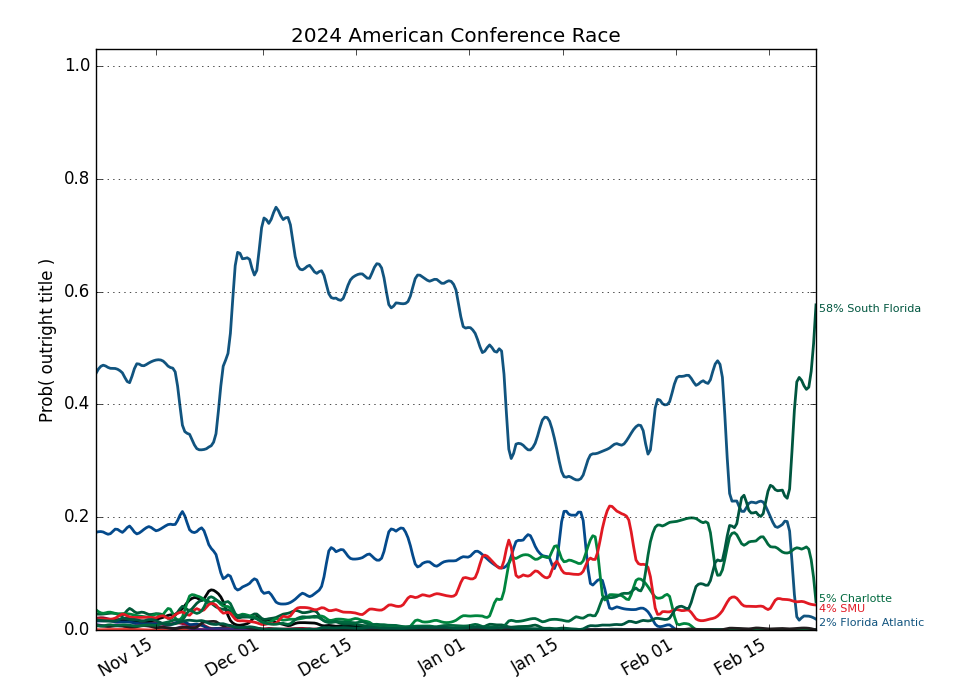 2024 American Conference Race
Prob( outright title )
1.0
0.8
0.6
0.4
0.2
0.0
58% South Florida
5% Charlotte
4% SMU
2% Florida Atlantic
Nov 15
Dec 01
Dec 15
Jan 01
Jan 15
Feb 01
Feb 15